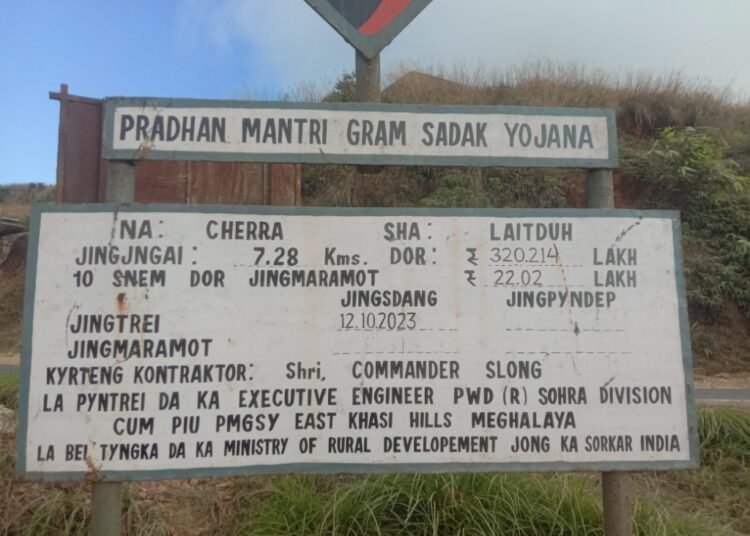 PRADHAN MANTRI GRAM SADAK YOJANA
NA: CHERRA SHA: LAITDUH
JINGJNGAI: 7.28 Kms. DOR: ₹ 320.214 LAKH
10 SNEM DOR JINGMARAMOT ₹ 22.02 LAKH
JINGSDANG JINGPYNDEP
JINGTREI 12.10.2023
JINGMARAMOT
KYRTENG KONTRAKTOR: Shri, COMMANDER SLONG
LA PYNTREI DA KA EXECUTIVE ENGINEER PWD (R) SOHRA DIVISION
CUM PIU PMGSY EAST KHASI HILLS MEGHALAYA
LA BEI TYNGKA DA KA MINISTRY OF RURAL DEVELOPEMENT JONG KA SORKAR INDIA